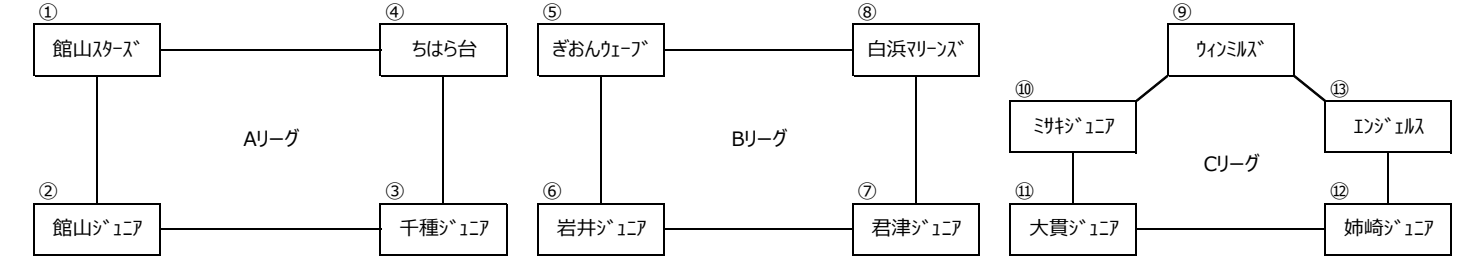 ① ④
館山ｽﾀｰｽﾞ ちはら台
Aリーグ
② ③
館山ｼﾞｭﾆｱ 千種ｼﾞｭﾆｱ
⑤ ⑧
ぎおんｳｪｰﾌﾞ 白浜ﾏﾘｰﾝｽﾞ
Bリーグ
⑥ ⑦
岩井ｼﾞｭﾆｱ 君津ｼﾞｭﾆｱ
⑨
ｳｨﾝﾐﾙｽﾞ
⑩ ⑬
ﾐｻｷｼﾞｭﾆｱ ｴﾝｼﾞｪﾙｽ
Cリーグ
⑪ ⑫
大貫ｼﾞｭﾆｱ 姉崎ｼﾞｭﾆｱ